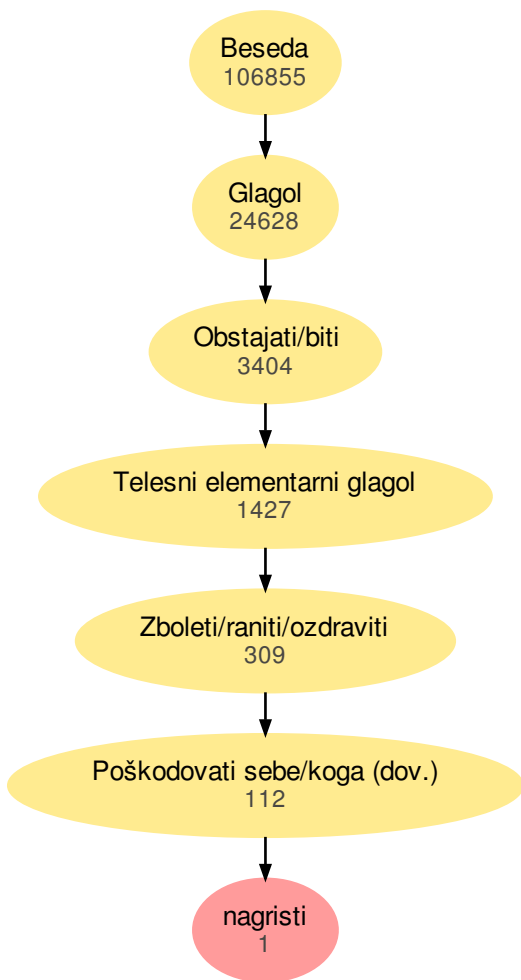 Beseda
106855
Glagol
24628
Obstajati/biti
3404
Telesni elementarni glagol
1427
Zboleti/raniti/ozdraviti
309
Poškodovati sebe/koga (dov.)
112
nagristi
1